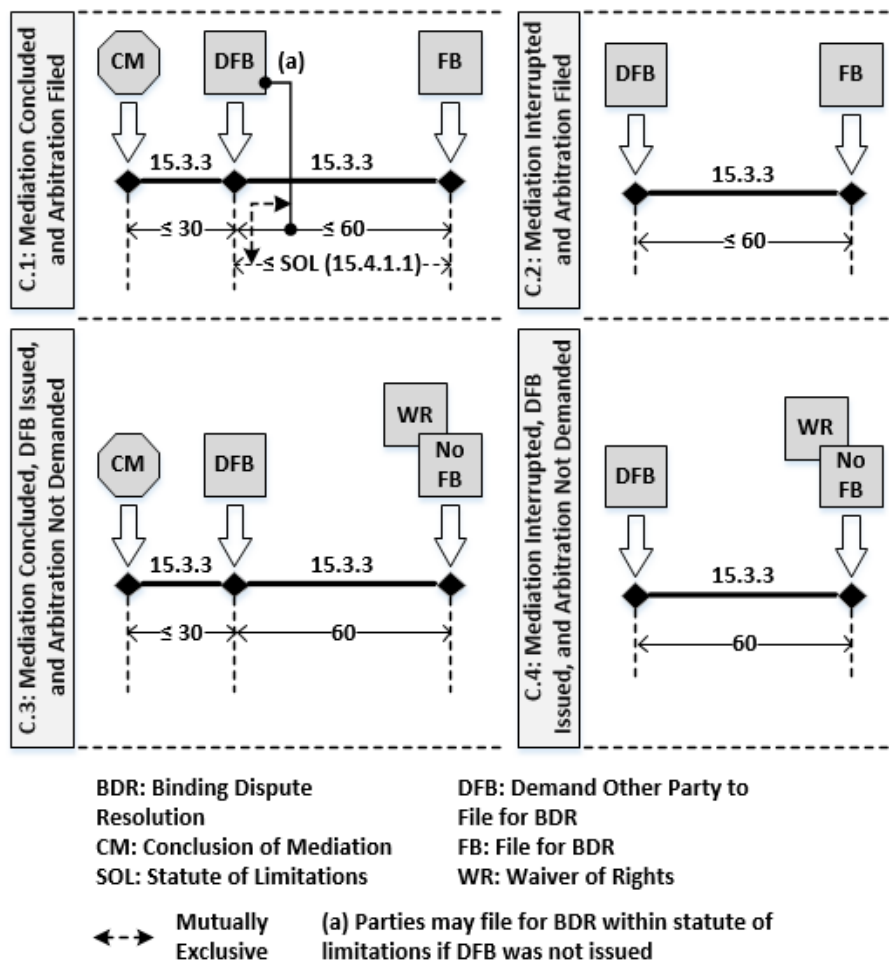 C.1: Mediation Concluded
and Arbitration Filed
CM
DFB
(a)
FB
15.3.3
15.3.3
≤ 30
≤ 60
≤ SOL (15.4.1.1)
C.2: Mediation Interrupted
and Arbitration Filed
DFB
FB
15.3.3
≤ 60
C.3: Mediation Concluded, DFB Issued,
and Arbitration Not Demanded
CM
DFB
WR
No
FB
15.3.3
15.3.3
≤ 30
60
C.4: Mediation Interrupted, DFB
Issued, and Arbitration Not Demanded
DFB
WR
No
FB
15.3.3
60
BDR: Binding Dispute
Resolution
CM: Conclusion of Mediation
SOL: Statute of Limitations
DFB: Demand Other Party to
File for BDR
FB: File for BDR
WR: Waiver of Rights
Mutually
Exclusive
(a) Parties may file for BDR within statute of
limitations if DFB was not issued